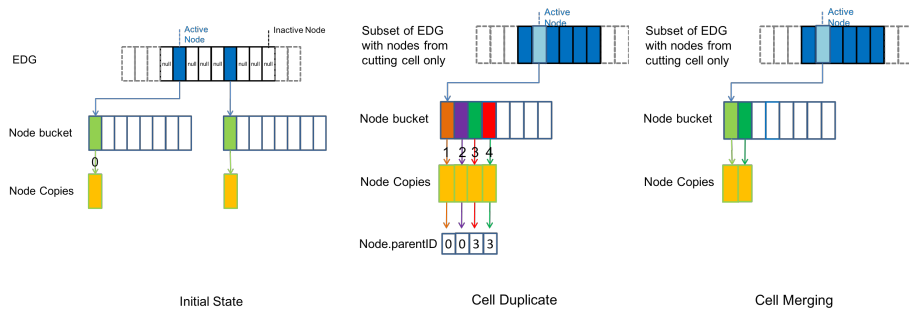 Active
Node
Inactive Node
EDG
null
null
null
null
null
Node bucket
0
Node Copies
Initial State
Active
Node
Subset of EDG
with nodes from
cutting cell only
Node bucket
1 2 3 4
Node Copies
Node.parentID 0 0 3 3
Cell Duplicate
Active
Node
Subset of EDG
with nodes from
cutting cell only
Node bucket
Node Copies
Cell Merging